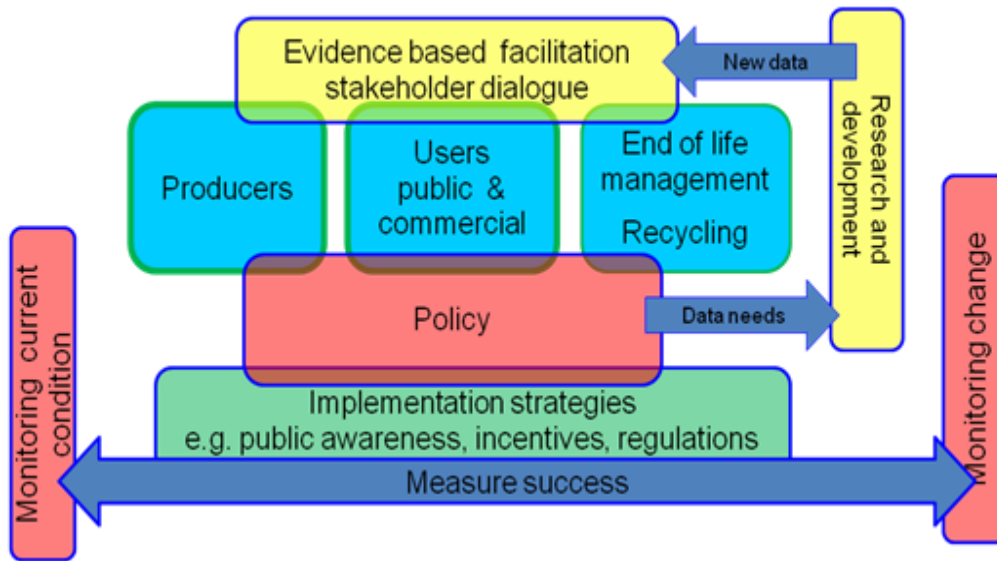 Evidence based facilitation
stakeholder dialogue
New data
Research and
development
Producers
Users
public &
commercial
End of life
management
Recycling
Policy
Data needs
Monitoring current
condition
Monitoring change
Implementation strategies
e.g. public awareness, incentives, regulations
Measure success